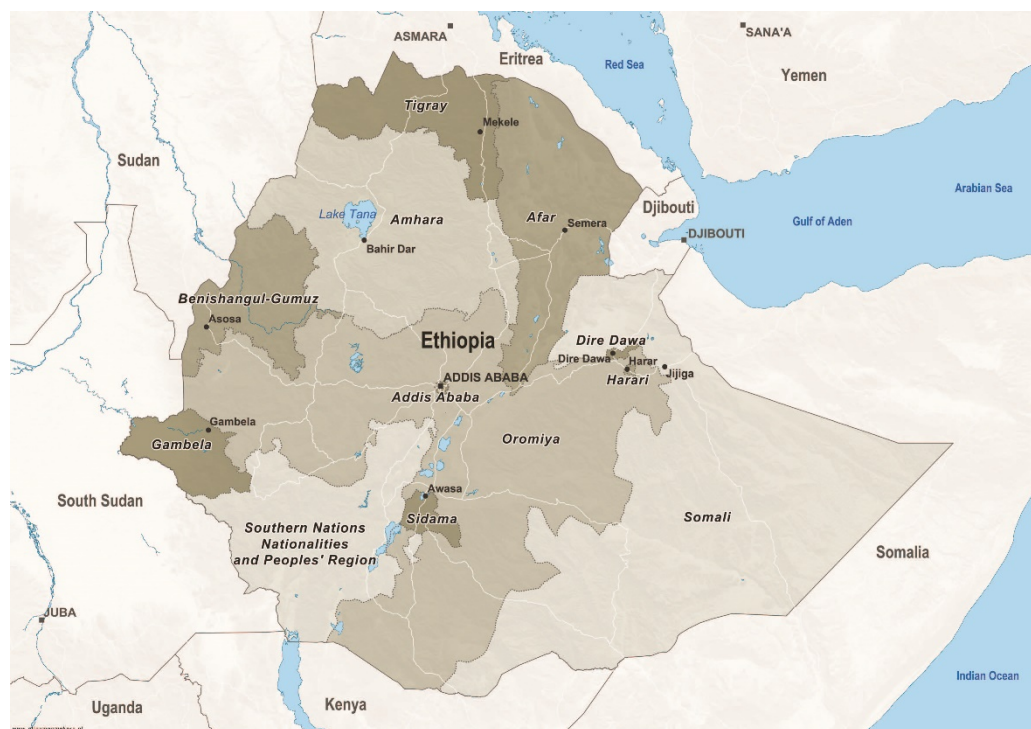 ASMARA
SANA'A
Eritrea
Red Sea
Yemen
Tigray
Mekele
Sudan
Arabian Sea
Lake Tana
Amhara
Afar
Semera
Djibouti
Gulf of Aden
DJIBOUTI
Bahir Dar
Benishangul-Gumuz
Asosa
Ethiopia
Dire Dawa
Dire Dawa
Harar
Jijiga
Harari
ADDIS ABABA
Addis Ababa
Gambela
Gambela
Oromiya
South Sudan
Awasa
Sidama
Somali
Southern Nations
Nationalities
and Peoples' Region
Somalia
JUBA
Indian Ocean
Uganda
Kenya